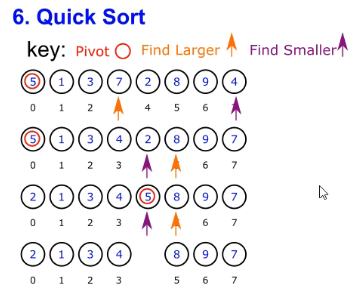 6. Quick Sort
key: Pivot Find Larger Find Smaller
5 1 3 7 2 8 9 4
0 1 2 4 5 6
5 1 3 4 2 8 9 7
0 1 2 3 6 7
2 1 3 4 5 8 9 7
0 1 2 3 6 7
2 1 3 4 8 9 7
0 1 2 3 5 6 7